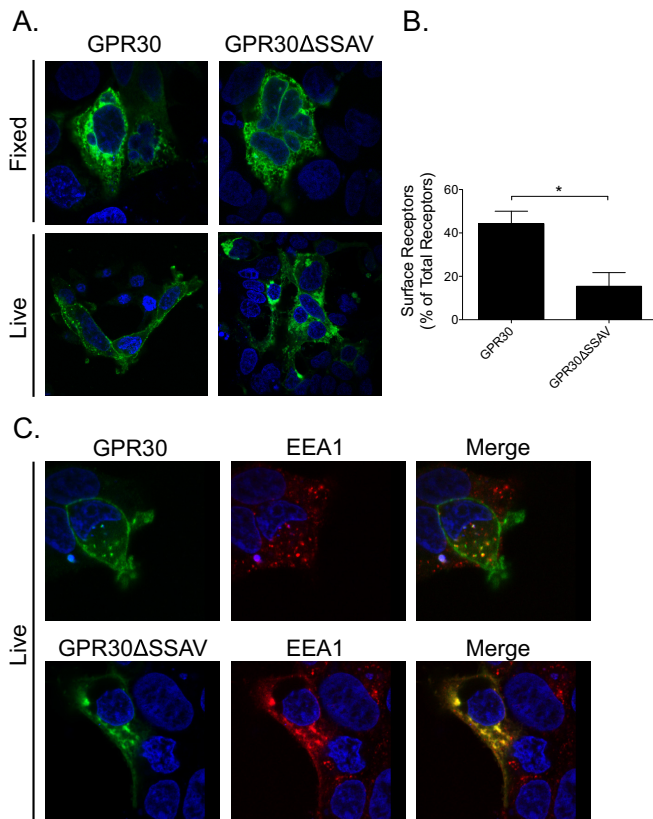 A.
GPR30
GPR30ΔSSAV
Fixed
Live
B.
Surface Receptors
(% of Total Receptors)
60
40
20
0
*
GPR30
GPR30ΔSSAV
C.
GPR30
EEA1
Merge
Live
GPR30ΔSSAV
EEA1
Merge